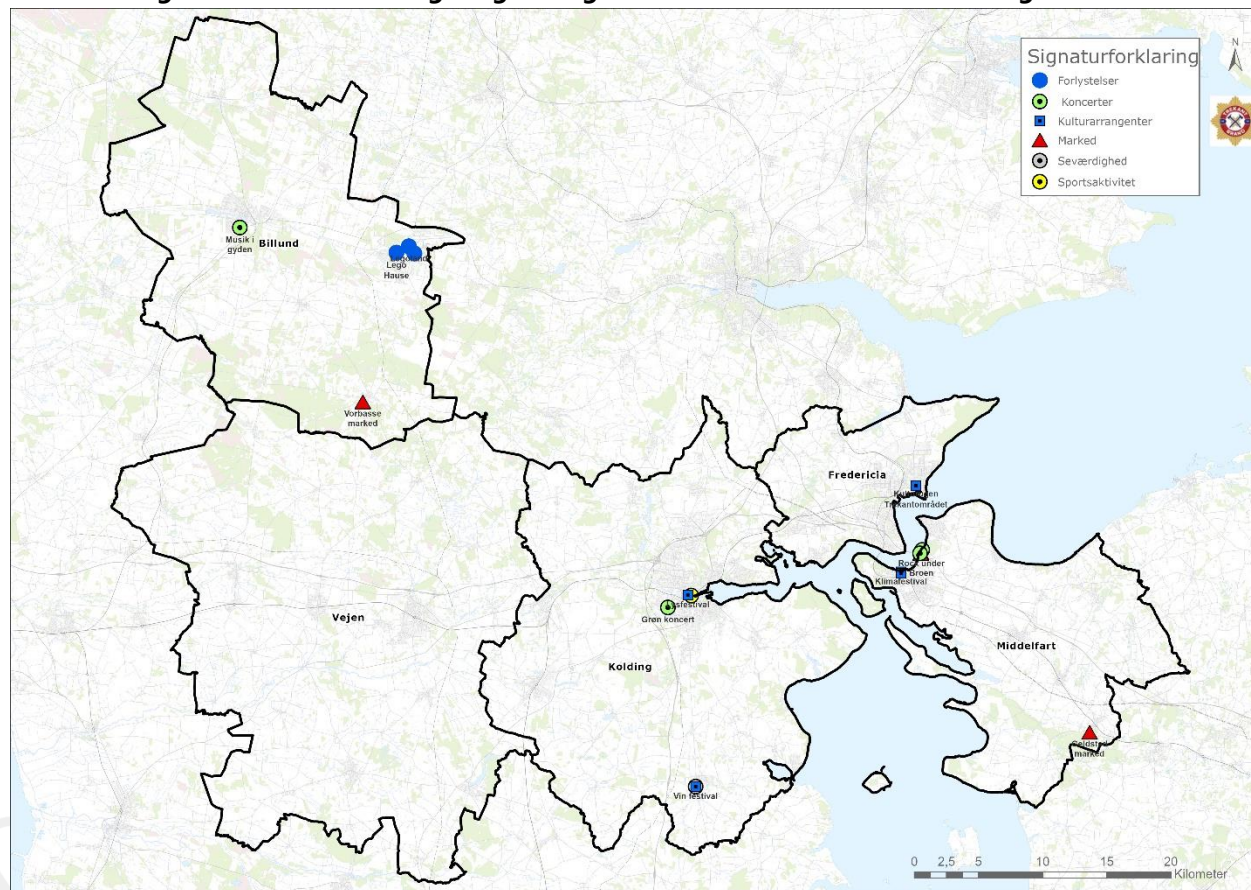 Signaturforklaring
Forlystelser
Koncerter
Kulturarrangenter
Marked
Seværdighed
Sportsaktivitet
N
Musik i
gyden
Billund
Lego
Hause
Vorbasse
marked
Fredericia
Trekantområdet
Rock under
Broen
Klimafestival
Grøn koncert
Vejen
Kolding
Middelfart
marked
Vin festival
0 2,5 5 10 15 20
Kilometer